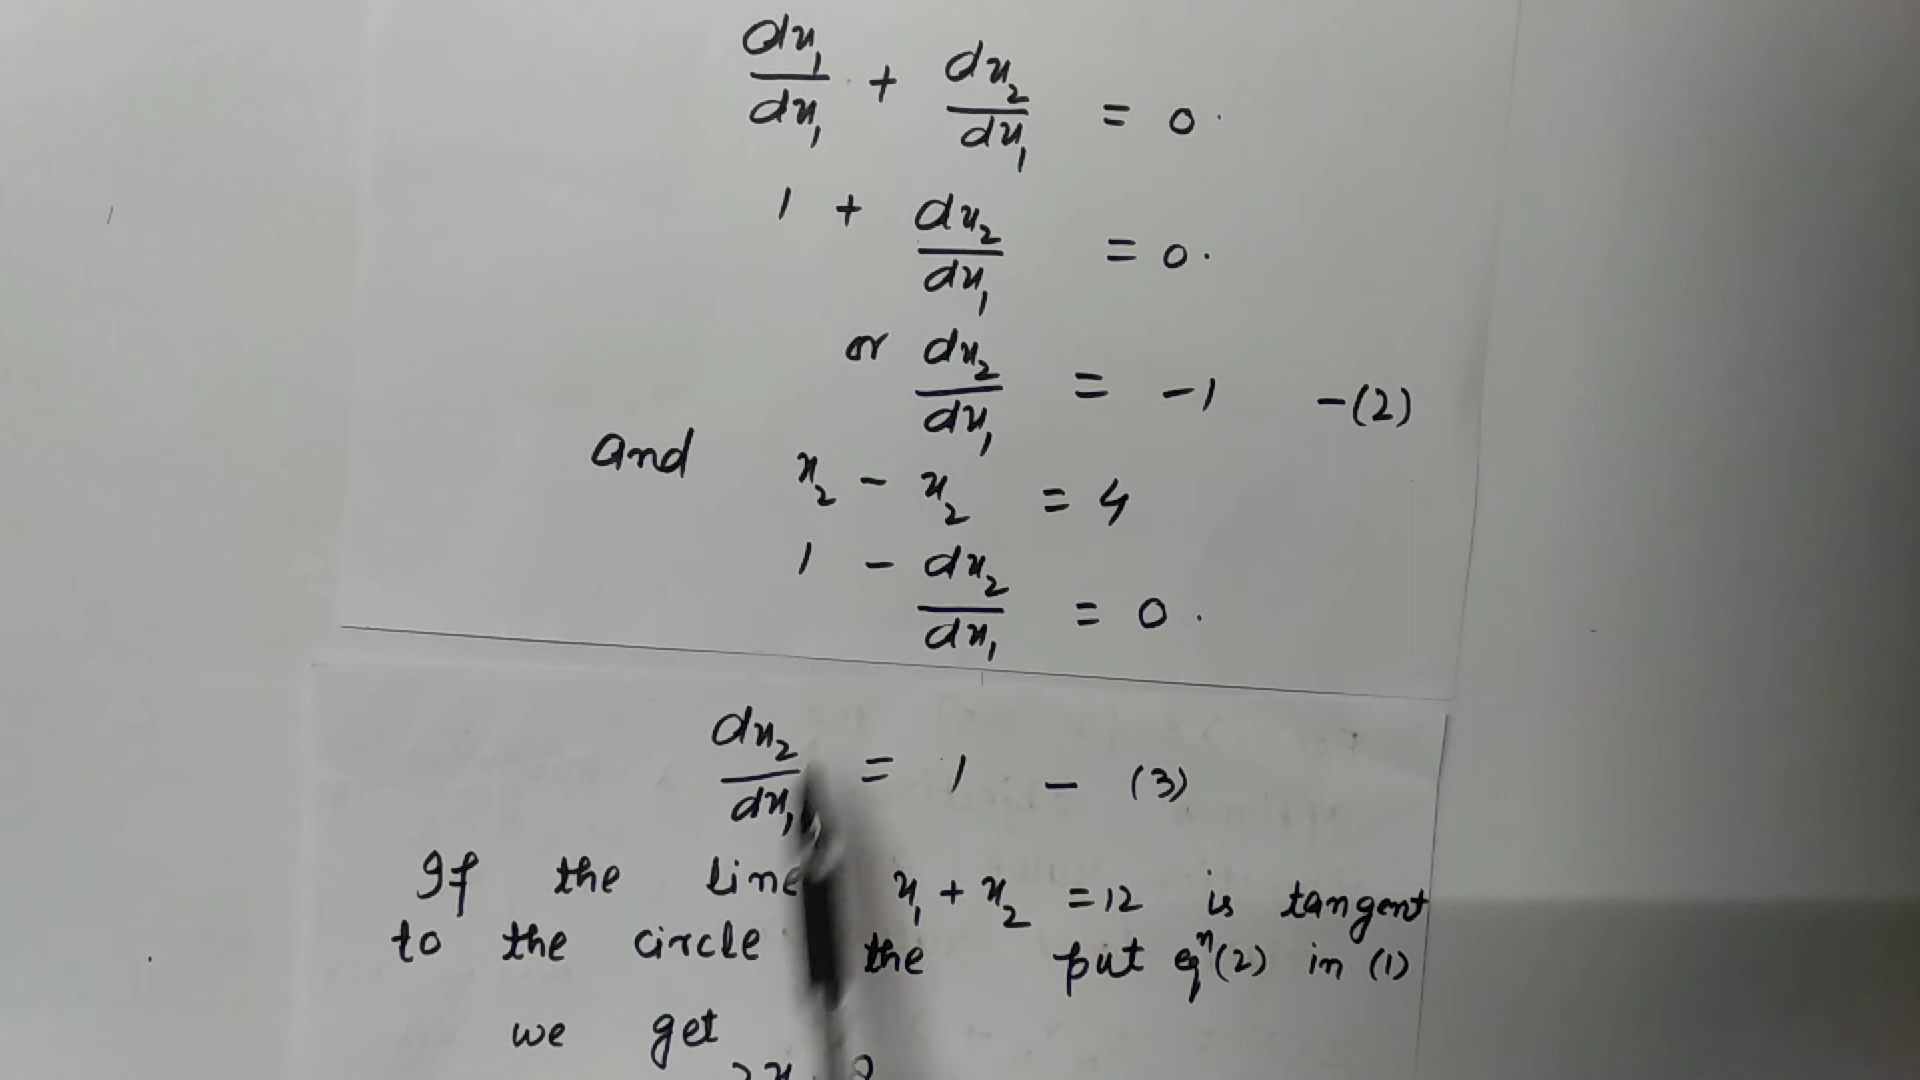 dx₁/dx₁ + dx₂/dx₁ = 0.
1 + dx₂/dx₁ = 0.
or dx₂/dx₁ = -1 -(2)
and x₂ - x₂ = 4
1 - dx₂/dx₁ = 0.
dx₂/dx₁ = 1 - (3)
If the line x₁ + x₂ = 12 is tangent
to the circle the put eqⁿ(2) in (1)
we get